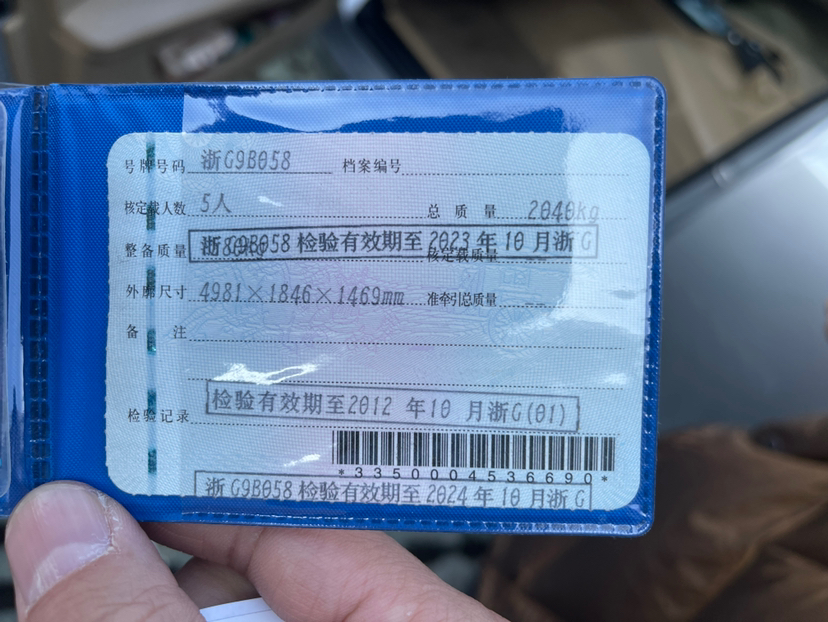 号牌号码 浙G9B058 档案编号
核定载人数 5人 总质量 2040kg
整备质量 核定载质量
浙G9B058 检验有效期至 2023 年 10 月浙 G
外廓尺寸 4981×1846×1469mm 准牵引总质量 --
备注
检验记录 检验有效期至2012 年10 月浙G(01)
*3350004536690*
浙 G9B058 检验有效期至 2024 年 10 月浙 G